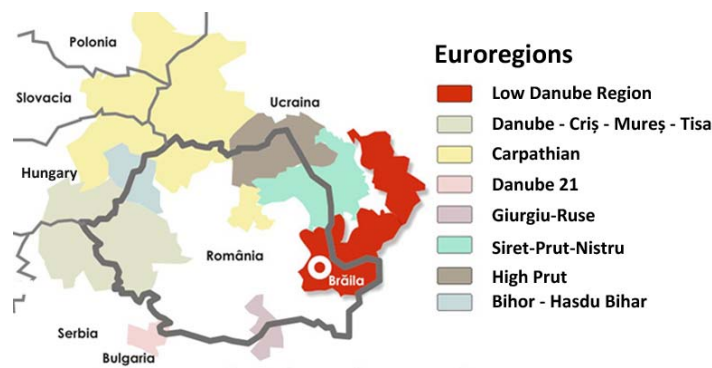 Polonia
Slovacia
Ucraina
Hungary
România
Brăila
Serbia
Bulgaria
Euroregions
Low Danube Region
Danube - Criș - Mureș - Tisa
Carpathian
Danube 21
Giurgiu-Ruse
Siret-Prut-Nistru
High Prut
Bihor - Hasdu Bihar